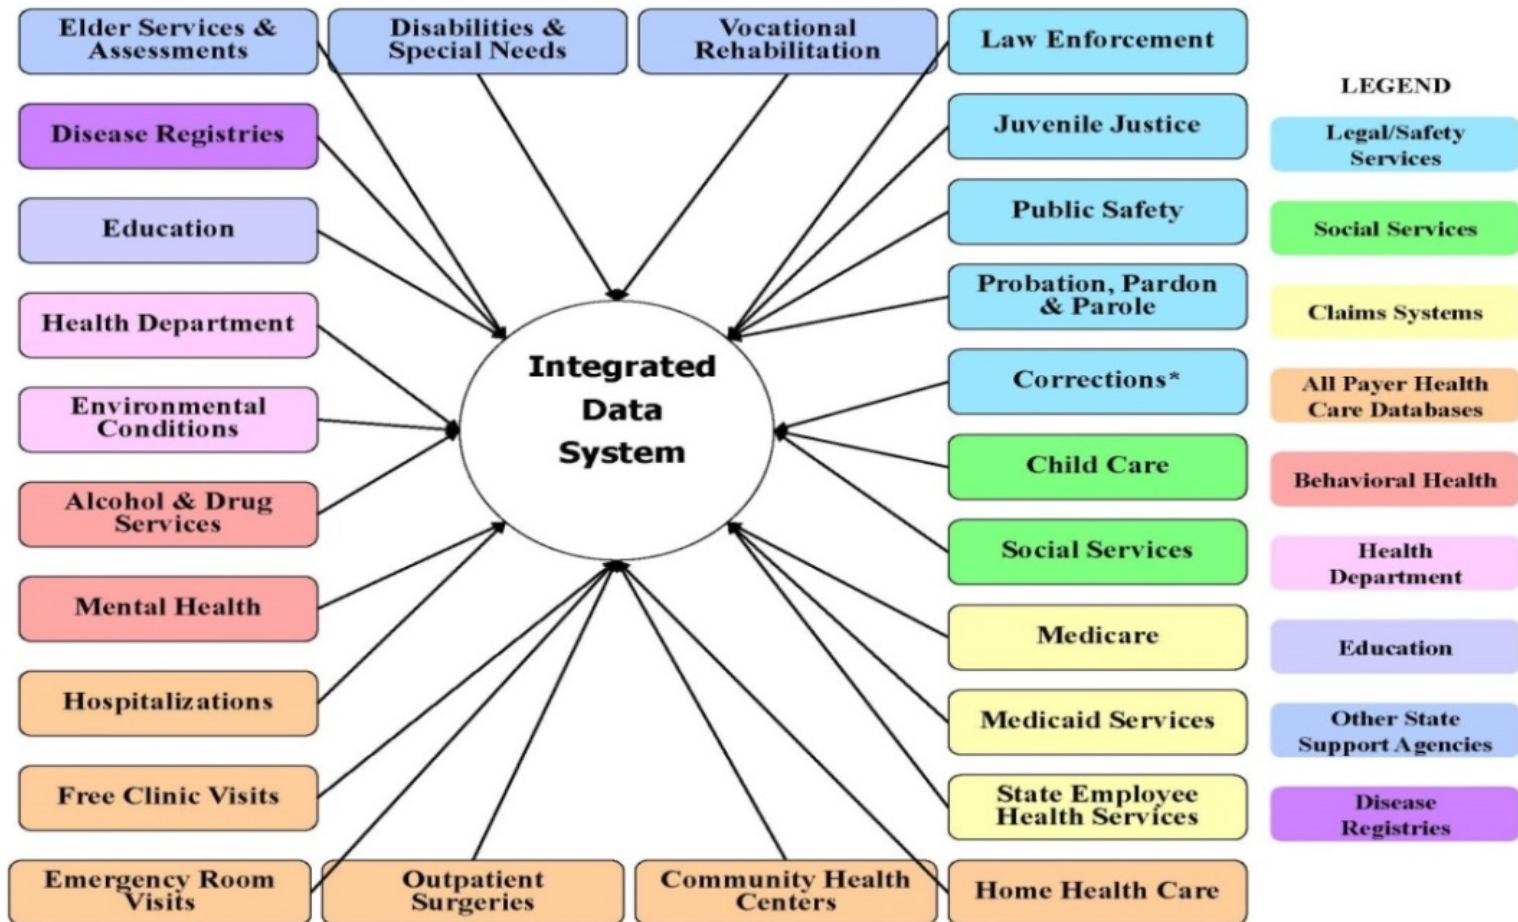 Elder Services &
Assessments
Disabilities &
Special Needs
Vocational
Rehabilitation
Law Enforcement
Disease Registries
Education
Health Department
Environmental
Conditions
Alcohol & Drug
Services
Mental Health
Hospitalizations
Free Clinic Visits
Emergency Room
Visits
Outpatient
Surgeries
Community Health
Centers
Home Health Care
Integrated
Data
System
Juvenile Justice
Public Safety
Probation, Pardon
& Parole
Corrections*
Child Care
Social Services
Medicare
Medicaid Services
State Employee
Health Services
LEGEND
Legal/Safety
Services
Social Services
Claims Systems
All Payer Health
Care Databases
Behavioral Health
Health
Department
Education
Other State
Support Agencies
Disease
Registries